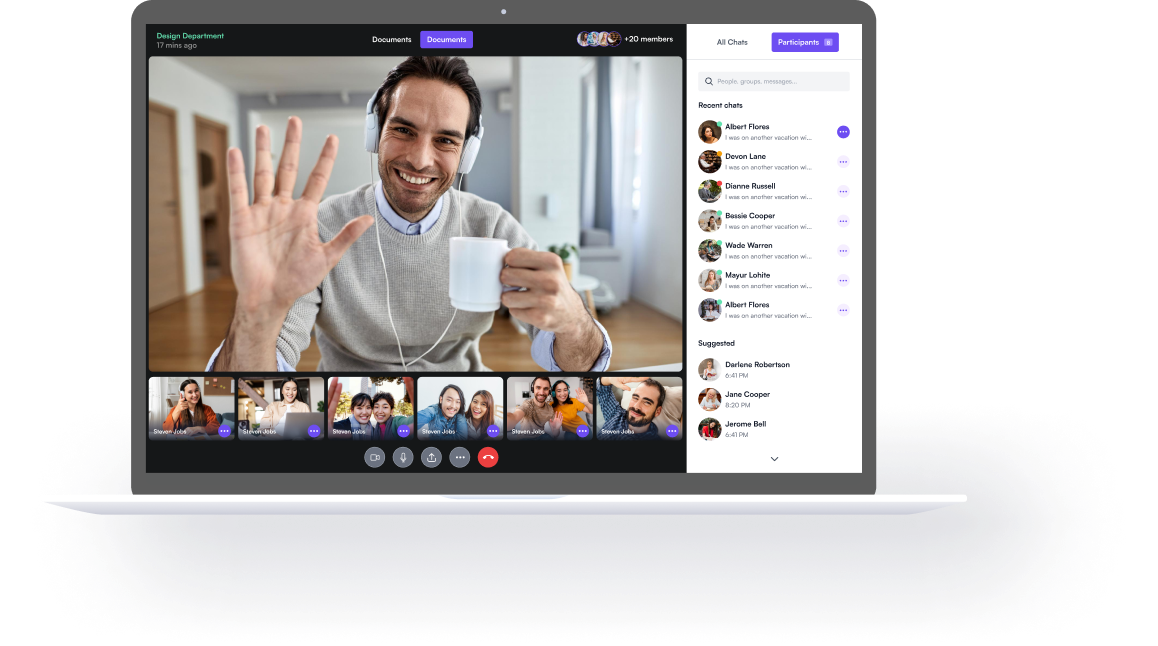 Design Department
17 mins ago
Documents
Documents
+20 members
All Chats
Participants 8
People, groups, messages...
Recent chats
Albert Flores
I was on another vacation wi...
Devon Lane
I was on another vacation wi...
Dianne Russell
I was on another vacation wi...
Bessie Cooper
I was on another vacation wi...
Wade Warren
I was on another vacation wi...
Mayur Lohite
I was on another vacation wi...
Albert Flores
I was on another vacation wi...
Suggested
Darlene Robertson
6:41 PM
Jane Cooper
8:20 PM
Jerome Bell
6:41 PM
Steven Jobs
Steven Jobs
Steven Jobs
Steven Jobs
Steven Jobs
Steven Jobs